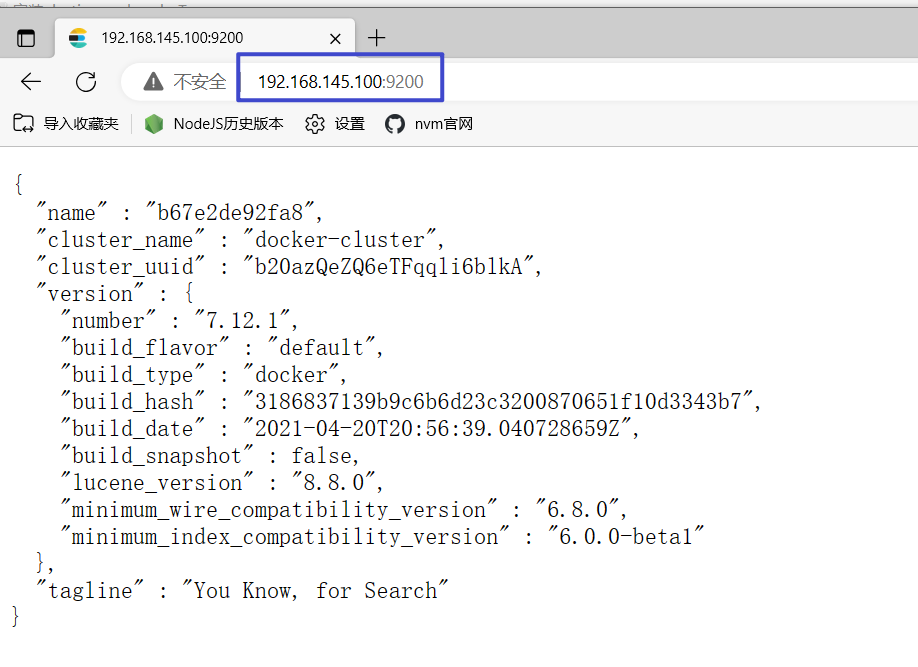 192.168.145.100:9200
不安全 192.168.145.100:9200
导入收藏夹 NodeJS历史版本 设置 nvm官网
{
"name" : "b67e2de92fa8",
"cluster_name" : "docker-cluster",
"cluster_uuid" : "b20azQeZQ6eTFqqli6blkA",
"version" : {
"number" : "7.12.1",
"build_flavor" : "default",
"build_type" : "docker",
"build_hash" : "3186837139b9c6b6d23c3200870651f10d3343b7",
"build_date" : "2021-04-20T20:56:39.040728659Z",
"build_snapshot" : false,
"lucene_version" : "8.8.0",
"minimum_wire_compatibility_version" : "6.8.0",
"minimum_index_compatibility_version" : "6.0.0-beta1"
},
"tagline" : "You Know, for Search"
}